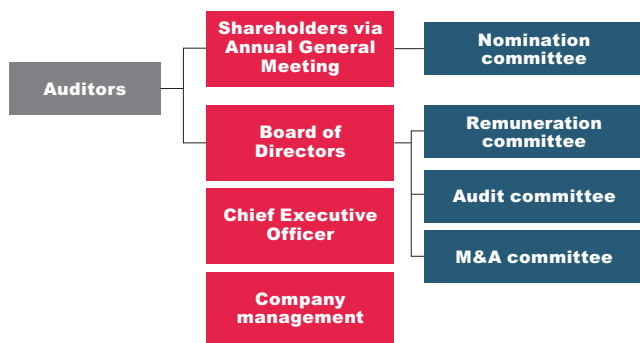 Auditors
Shareholders via
Annual General
Meeting
Nomination
committee
Board of
Directors
Remuneration
committee
Audit committee
M&A committee
Chief Executive
Officer
Company
management